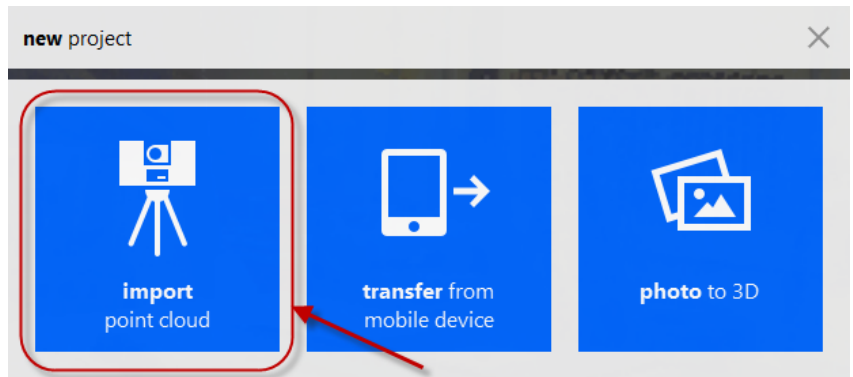 new project
import
point cloud
transfer from
mobile device
photo to 3D